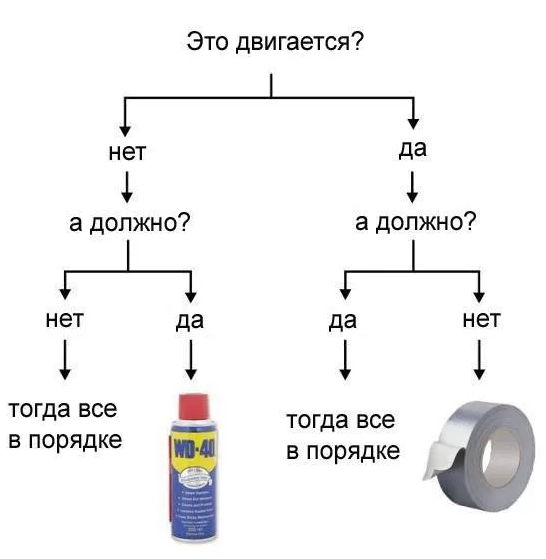 Это двигается?
нет
да
а должно?
а должно?
нет
да
да
нет
тогда все
в порядке
WD-40
тогда все
в порядке